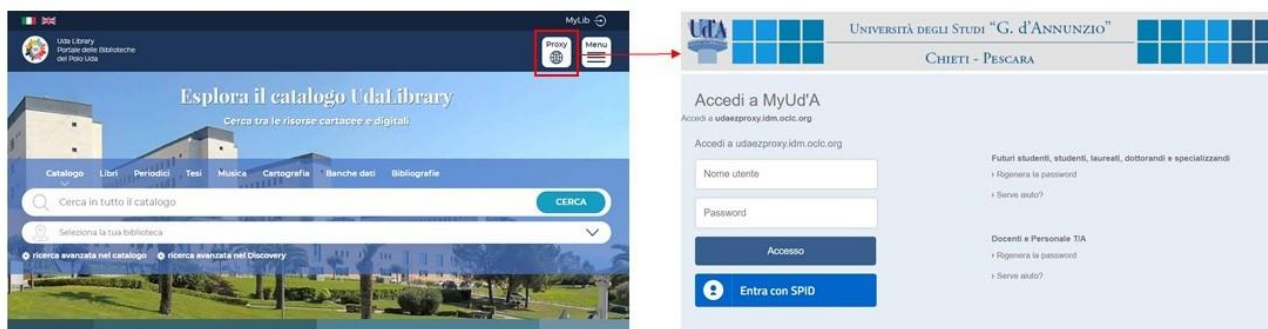 MyLib
Uda Library
Portale delle Biblioteche
del Polo Uda
Proxy
Menu
Esplora il catalogo UdaLibrary
Cerca tra le risorse cartacee e digitali
Catalogo Libri Periodici Tesi Musica Cartografia Banche dati Bibliografie
Cerca in tutto il catalogo
CERCA
Seleziona la tua biblioteca
ricerca avanzata nel catalogo ricerca avanzata nel Discovery
Ud'A
Università degli Studi “G. d’Annunzio”
Chieti - Pescara
Accedi a MyUd'A
Accedi a udaezproxy.idm.oclc.org
Accedi a udaezproxy.idm.oclc.org
Nome utente
Password
Accesso
Entra con SPID
Futuri studenti, studenti, laureati, dottorandi e specializzandi
› Rigenera la password
› Serve aiuto?
Docenti e Personale T/A
› Rigenera la password
› Serve aiuto?